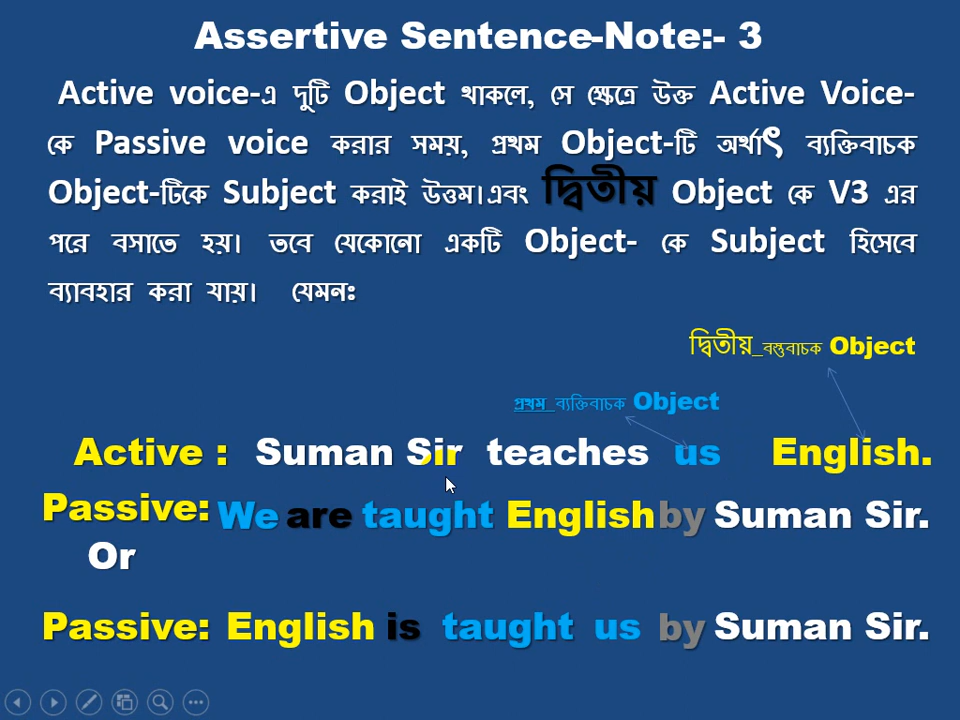 Assertive Sentence-Note:- 3
Active voice-এ দুটি Object থাকলে, সে ক্ষেত্রে উক্ত Active Voice-
কে Passive voice করার সময়, প্রথম Object-টি অর্থাৎ ব্যক্তিবাচক
Object-টিকে Subject করাই উত্তম।এবং দ্বিতীয় Object কে V3 এর
পরে বসাতে হয়। তবে যেকোনো একটি Object- কে Subject হিসেবে
ব্যাবহার করা যায়। যেমনঃ
দ্বিতীয়_বস্তুবাচক Object
প্রথম_ব্যক্তিবাচক Object
Active : Suman Sir teaches us English.
Passive: We are taught English by Suman Sir.
Or
Passive: English is taught us by Suman Sir.